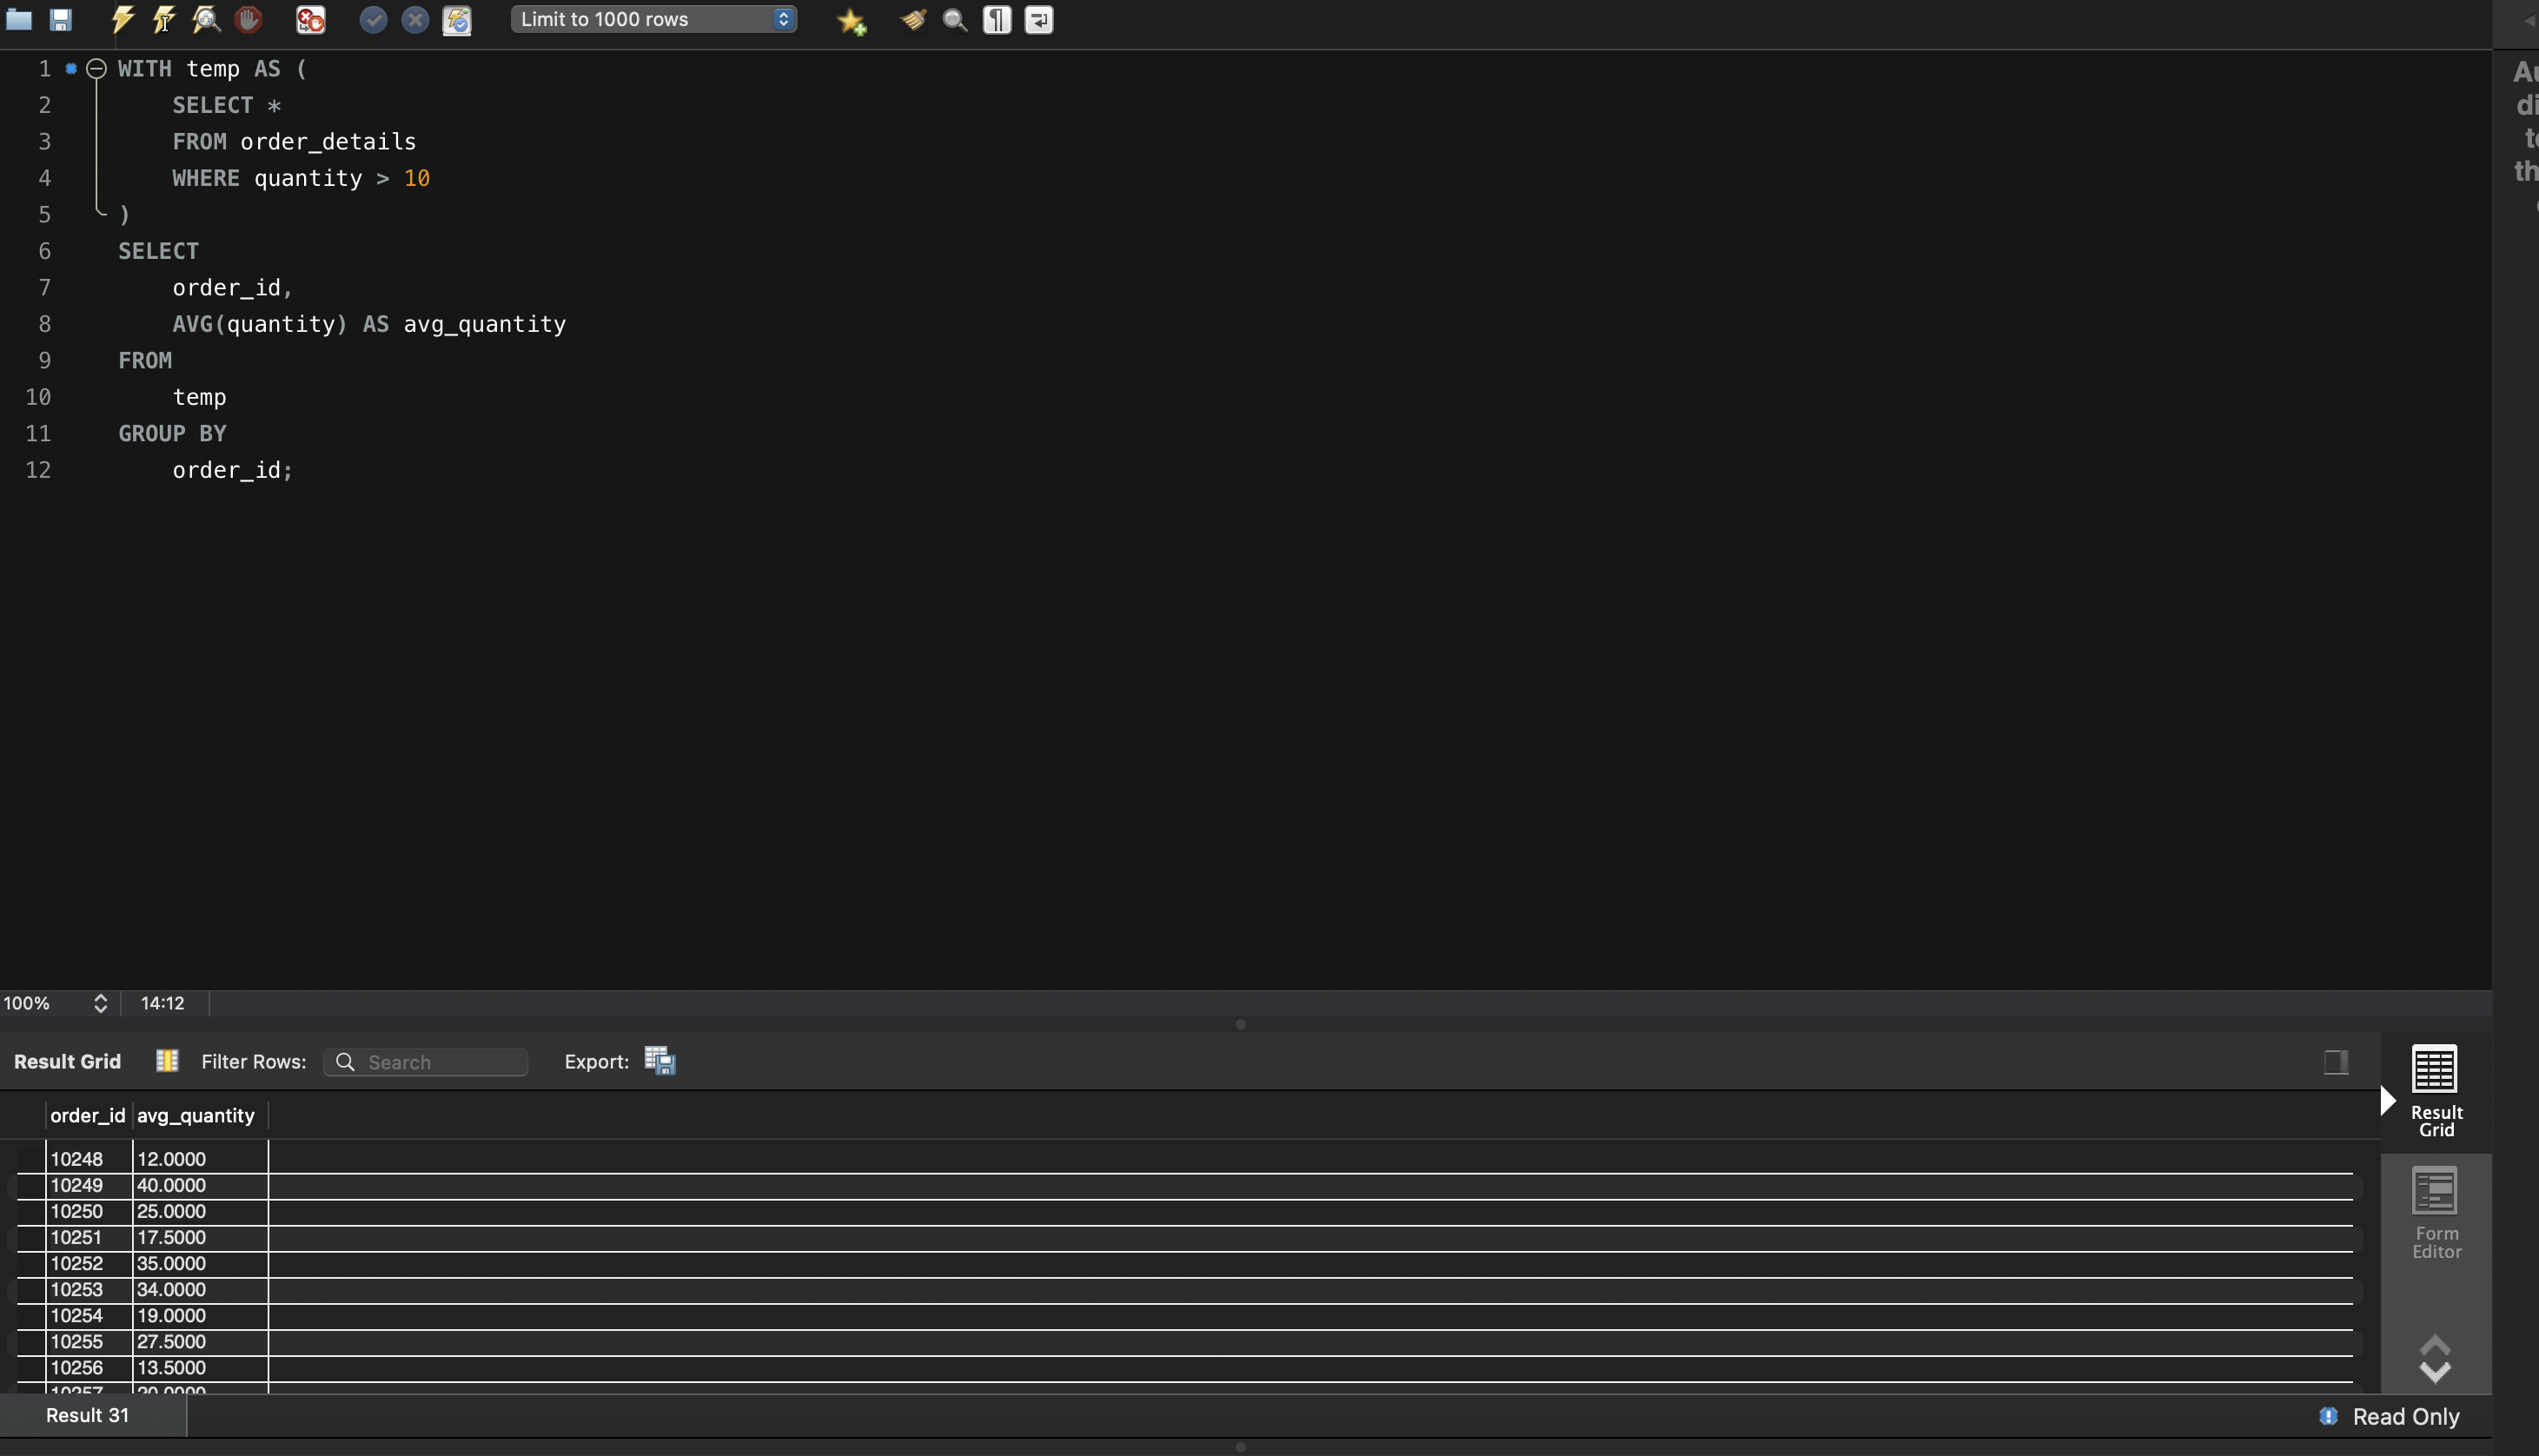 Limit to 1000 rows
1 WITH temp AS (
2 SELECT *
3 FROM order_details
4 WHERE quantity > 10
5 )
6 SELECT
7 order_id,
8 AVG(quantity) AS avg_quantity
9 FROM
10 temp
11 GROUP BY
12 order_id;
100% 14:12
Result Grid Filter Rows: Search Export:
order_id avg_quantity
10248 12.0000
10249 40.0000
10250 25.0000
10251 17.5000
10252 35.0000
10253 34.0000
10254 19.0000
10255 27.5000
10256 13.5000
Result
Grid
Form
Editor
Result 31
Read Only